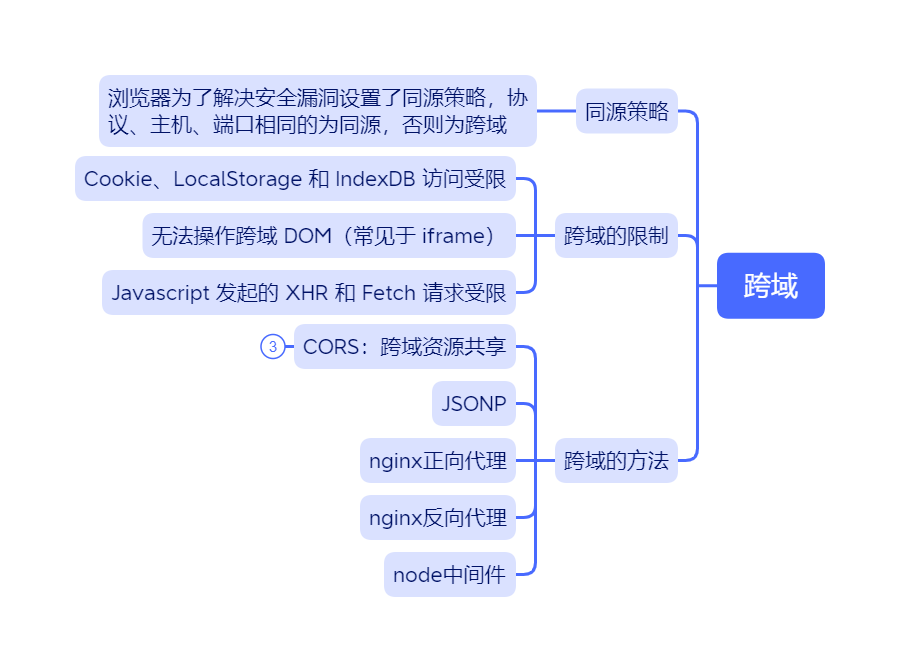 跨域
同源策略
浏览器为了解决安全漏洞设置了同源策略，协
议、主机、端口相同的为同源，否则为跨域
跨域的限制
Cookie、LocalStorage 和 IndexDB 访问受限
无法操作跨域 DOM（常见于 iframe）
Javascript 发起的 XHR 和 Fetch 请求受限
跨域的方法
CORS：跨域资源共享
3
JSONP
nginx正向代理
nginx反向代理
node中间件